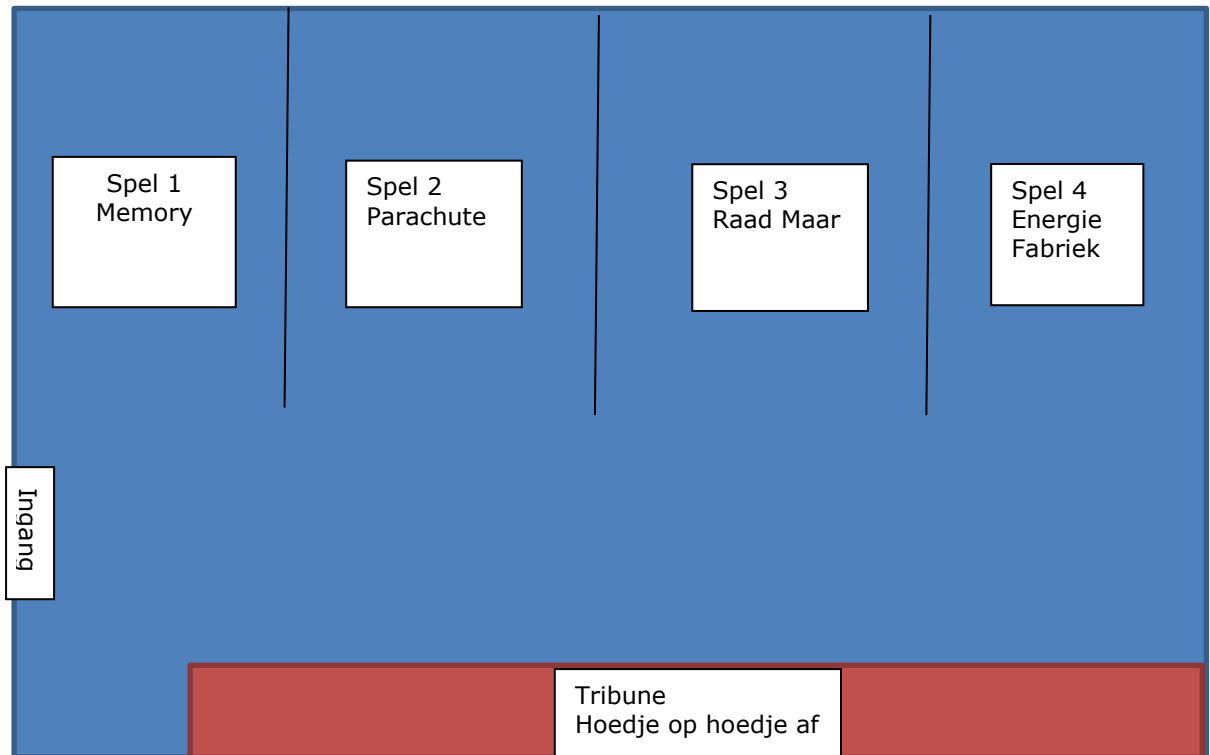 Spel 1
Memory
Spel 2
Parachute
Spel 3
Raad Maar
Spel 4
Energie
Fabriek
Ingang
Tribune
Hoedje op hoedje af